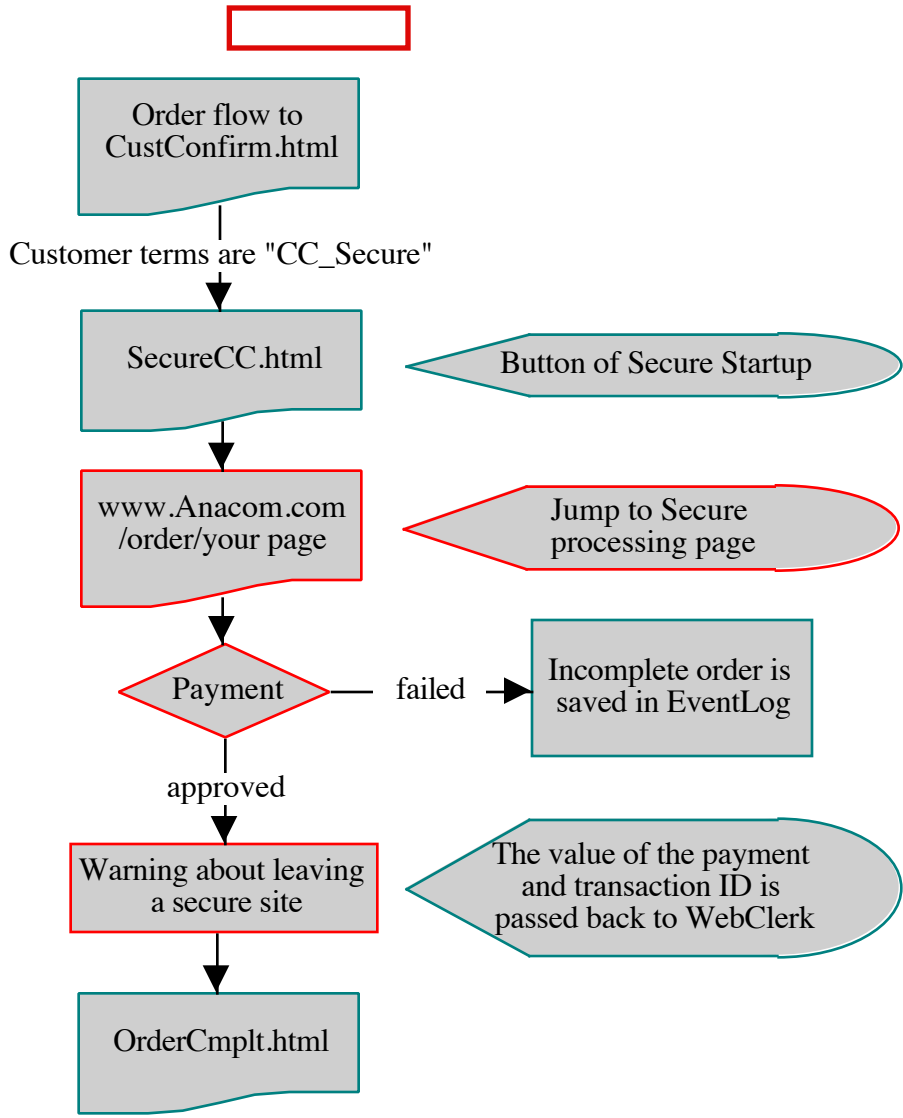 Order flow to
CustConfirm.html
Customer terms are "CC_Secure"
SecureCC.html
Button of Secure Startup
www.Anacom.com
/order/your page
Jump to Secure
processing page
Payment
failed
Incomplete order is
saved in EventLog
approved
Warning about leaving
a secure site
The value of the payment
and transaction ID is
passed back to WebClerk
OrderCmplt.html